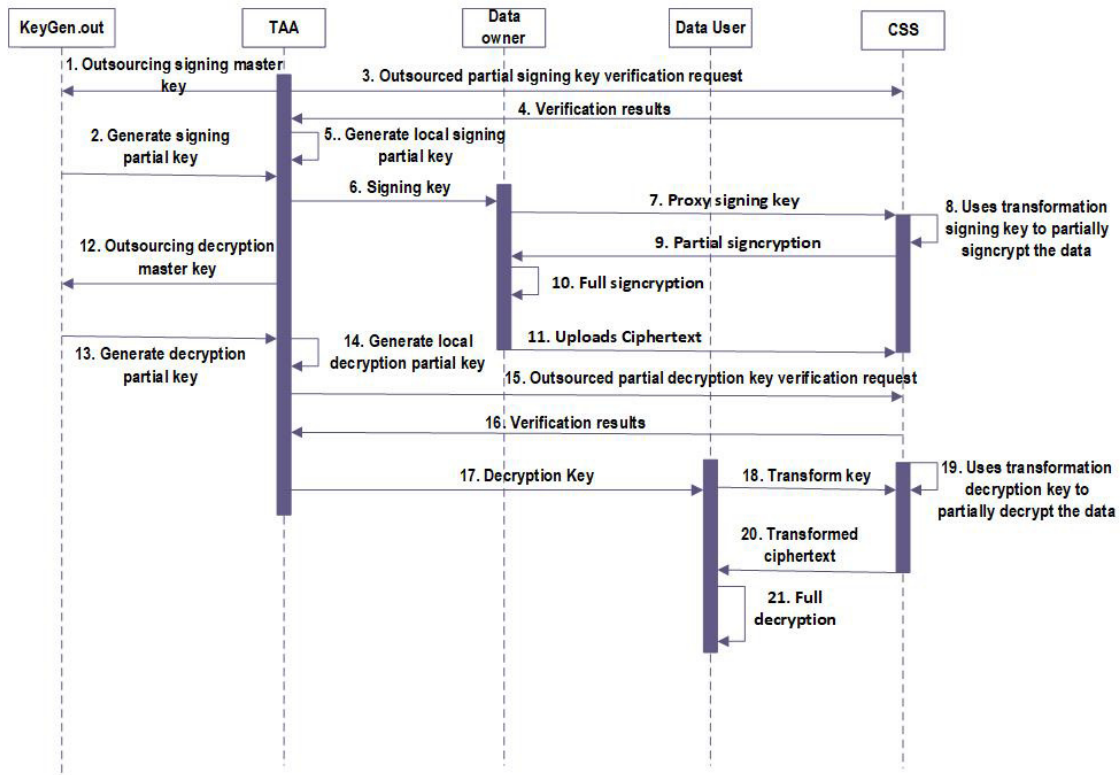 KeyGen.out
TAA
Data
owner
Data User
CSS
1. Outsourcing signing master
key
3. Outsourced partial signing key verification request
4. Verification results
2. Generate signing
partial key
5.. Generate local signing
partial key
6. Signing key
7. Proxy signing key
8. Uses transformation
signing key to partially
signcrypt the data
12. Outsourcing decryption
master key
9. Partial signcryption
10. Full signcryption
11. Uploads Ciphertext
13. Generate decryption
partial key
14. Generate local
decryption partial key
15. Outsourced partial decryption key verification request
16. Verification results
17. Decryption Key
18. Transform key
19. Uses transformation
decryption key to
partially decrypt the data
20. Transformed
ciphertext
21. Full
decryption